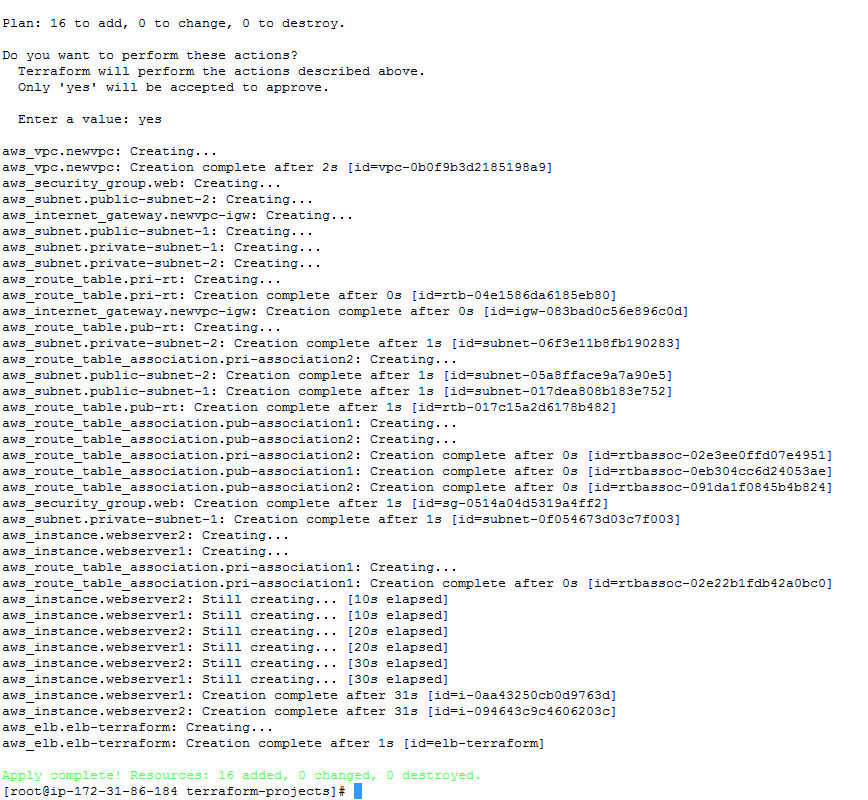 Plan: 16 to add, 0 to change, 0 to destroy.
Do you want to perform these actions?
Terraform will perform the actions described above.
Only 'yes' will be accepted to approve.
Enter a value: yes
aws_vpc.newvpc: Creating...
aws_vpc.newvpc: Creation complete after 2s [id=vpc-0b0f9b3d2185198a9]
aws_security_group.web: Creating...
aws_subnet.public-subnet-2: Creating...
aws_internet_gateway.newvpc-igw: Creating...
aws_subnet.public-subnet-1: Creating...
aws_subnet.private-subnet-1: Creating...
aws_subnet.private-subnet-2: Creating...
aws_route_table.pri-rt: Creating...
aws_route_table.pri-rt: Creation complete after 0s [id=rtb-04e1586da6185eb80]
aws_internet_gateway.newvpc-igw: Creation complete after 0s [id=igw-083bad0c56e896c0d]
aws_route_table.pub-rt: Creating...
aws_subnet.private-subnet-2: Creation complete after 1s [id=subnet-06f3e11b8fb190283]
aws_route_table_association.pri-association2: Creating...
aws_subnet.public-subnet-2: Creation complete after 1s [id=subnet-05a8fface9a7a90e5]
aws_subnet.public-subnet-1: Creation complete after 1s [id=subnet-017dea808b183e752]
aws_route_table.pub-rt: Creation complete after 1s [id=rtb-017c15a2d6178b482]
aws_route_table_association.pub-association1: Creating...
aws_route_table_association.pub-association2: Creating...
aws_route_table_association.pri-association2: Creation complete after 0s [id=rtbassoc-02e3ee0ffd07e4951]
aws_route_table_association.pub-association1: Creation complete after 0s [id=rtbassoc-0eb304cc6d24053ae]
aws_route_table_association.pub-association2: Creation complete after 0s [id=rtbassoc-091da1f0845b4b824]
aws_security_group.web: Creation complete after 1s [id=sg-0514a04d5319a4ff2]
aws_subnet.private-subnet-1: Creation complete after 1s [id=subnet-0f054673d03c7f003]
aws_instance.webserver2: Creating...
aws_instance.webserver1: Creating...
aws_route_table_association.pri-association1: Creating...
aws_route_table_association.pri-association1: Creation complete after 0s [id=rtbassoc-02e22b1fdb42a0bc0]
aws_instance.webserver2: Still creating... [10s elapsed]
aws_instance.webserver1: Still creating... [10s elapsed]
aws_instance.webserver2: Still creating... [20s elapsed]
aws_instance.webserver1: Still creating... [20s elapsed]
aws_instance.webserver2: Still creating... [30s elapsed]
aws_instance.webserver1: Still creating... [30s elapsed]
aws_instance.webserver1: Creation complete after 31s [id=i-0aa43250cb0d9763d]
aws_instance.webserver2: Creation complete after 31s [id=i-094643c9c4606203c]
aws_elb.elb-terraform: Creating...
aws_elb.elb-terraform: Creation complete after 1s [id=elb-terraform]
Apply complete! Resources: 16 added, 0 changed, 0 destroyed.
[root@ip-172-31-86-184 terraform-projects]#